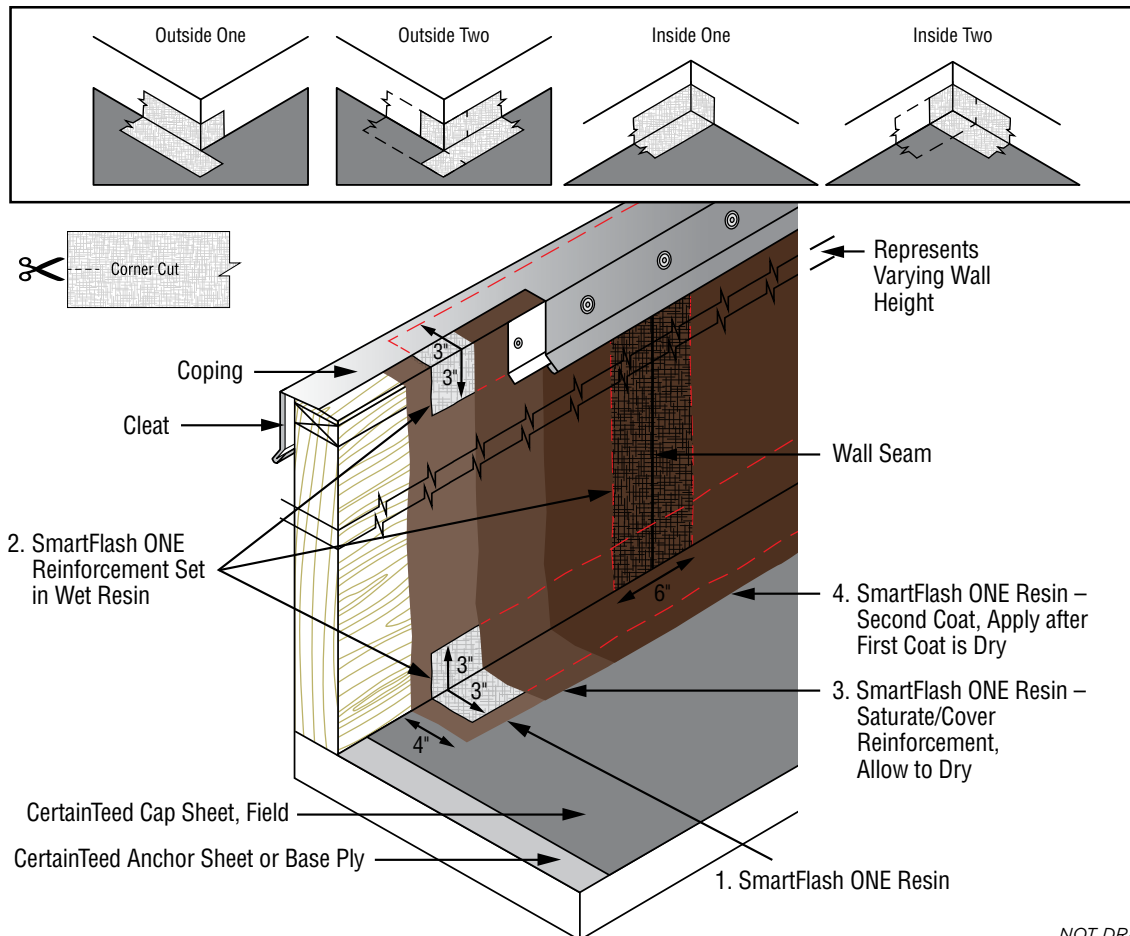 Outside One
Outside Two
Inside One
Inside Two
Corner Cut
Represents
Varying Wall
Height
3"
3"
Coping
Cleat
Wall Seam
2. SmartFlash ONE
Reinforcement Set
in Wet Resin
6"
4. SmartFlash ONE Resin –
Second Coat, Apply after
First Coat is Dry
3"
3"
3. SmartFlash ONE Resin –
Saturate/Cover
Reinforcement,
Allow to Dry
4"
CertainTeed Cap Sheet, Field
CertainTeed Anchor Sheet or Base Ply
1. SmartFlash ONE Resin
NOT